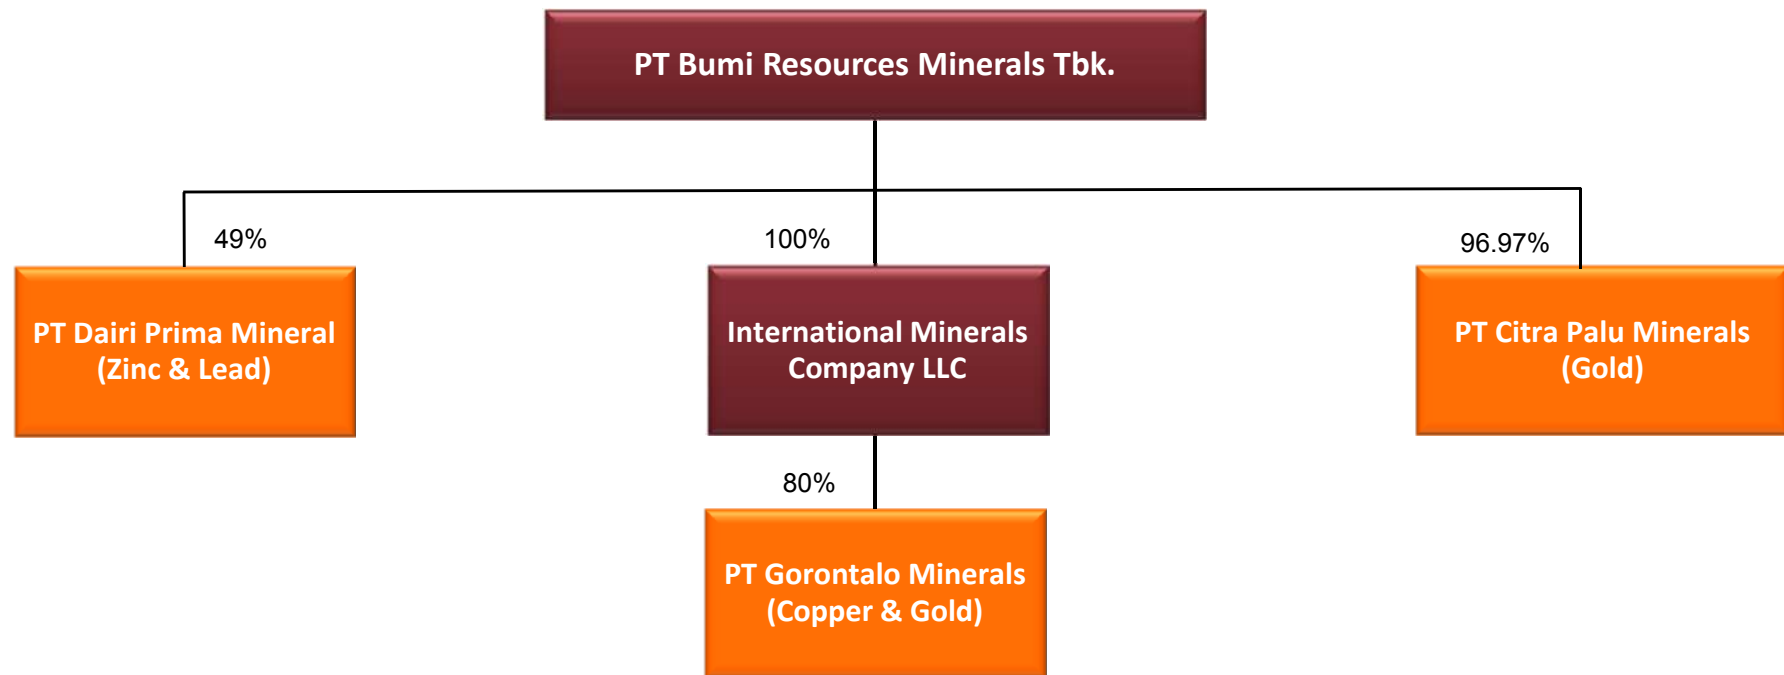 PT Bumi Resources Minerals Tbk.
49%
100%
96.97%
PT Dairi Prima Mineral
(Zinc & Lead)
International Minerals
Company LLC
PT Citra Palu Minerals
(Gold)
80%
PT Gorontalo Minerals
(Copper & Gold)